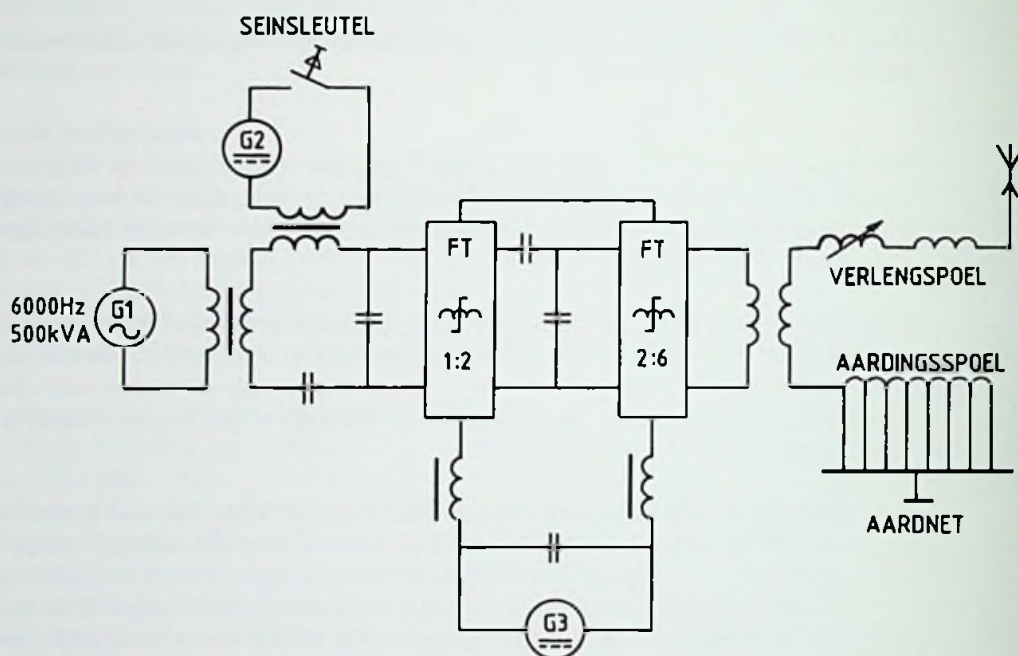 SEINSLEUTEL
G2
6000Hz
500kVA
G1
FT
1:2
FT
2:6
VERLENGSPOEL
AARDINGSSPOEL
AARDNET
G3